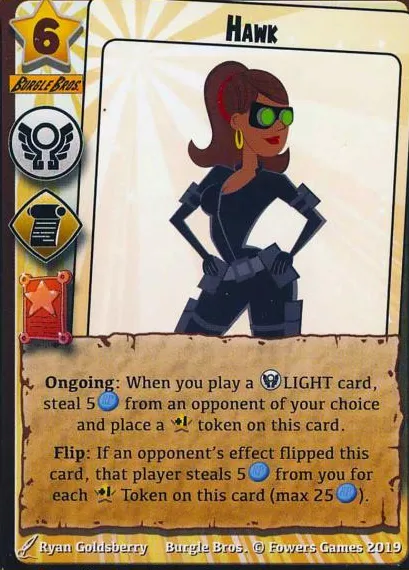 6
Hawk
Burgle Bros.
Ongoing: When you play a LIGHT card,
steal 5 from an opponent of your choice
and place a +1 token on this card.
Flip: If an opponent's effect flipped this
card, that player steals 5 from you for
each +1 Token on this card (max 25).
Ryan Goldsberry Burgle Bros. © Fowers Games 2019